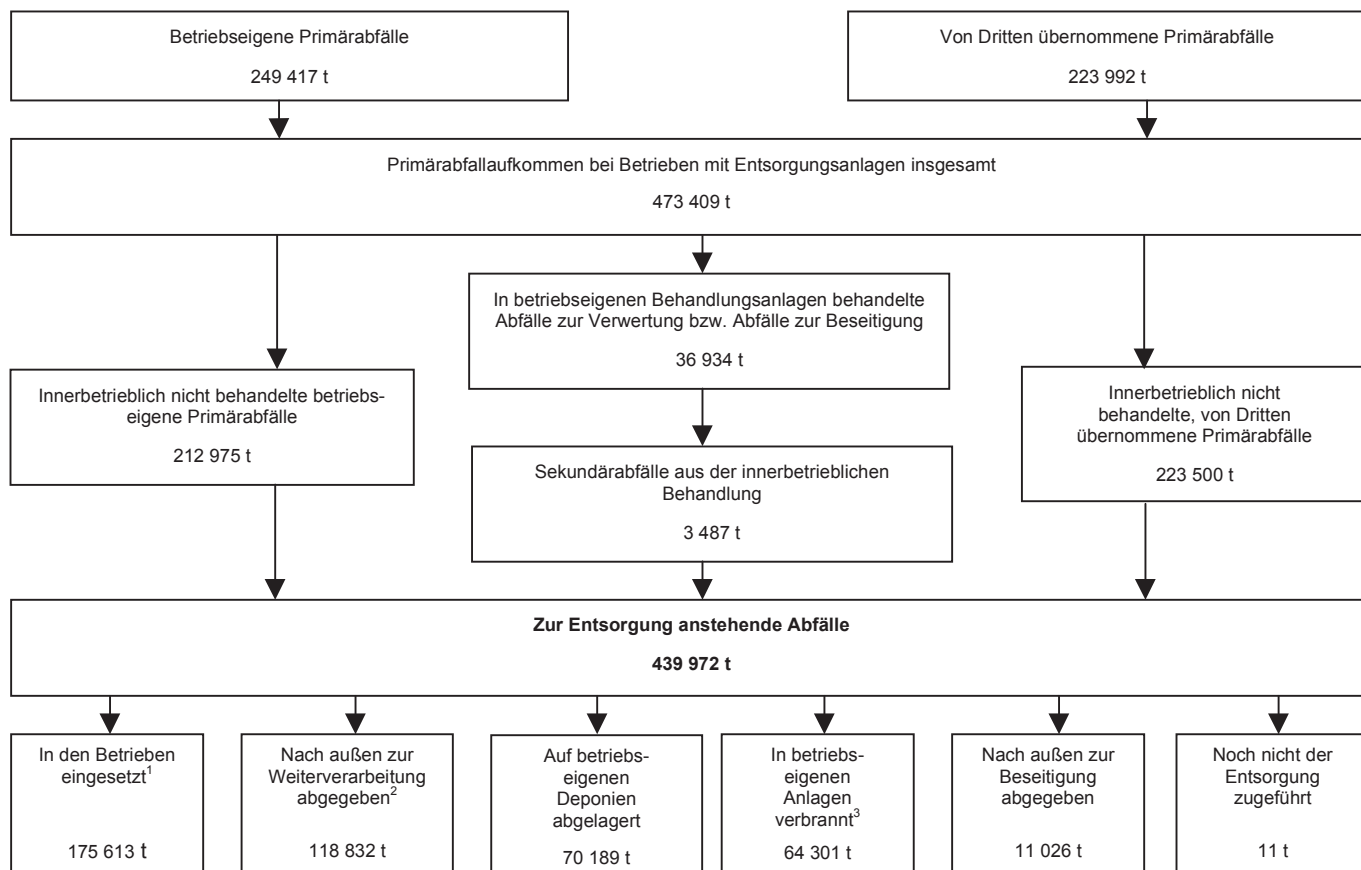 Betriebseigene Primärabfälle
249 417 t
Von Dritten übernommene Primärabfälle
223 992 t
Primärabfallaufkommen bei Betrieben mit Entsorgungsanlagen insgesamt
473 409 t
In betriebseigenen Behandlungsanlagen behandelte
Abfälle zur Verwertung bzw. Abfälle zur Beseitigung
36 934 t
Innerbetrieblich nicht behandelte betriebs-
eigene Primärabfälle
212 975 t
Innerbetrieblich nicht
behandelte, von Dritten
übernommene Primärabfälle
223 500 t
Sekundärabfälle aus der innerbetrieblichen
Behandlung
3 487 t
Zur Entsorgung anstehende Abfälle
439 972 t
In den Betrieben
eingesetzt¹
175 613 t
Nach außen zur
Weiterverarbeitung
abgegeben²
118 832 t
Auf betriebs-
eigenen
Deponien
abgelagert
70 189 t
In betriebs-
eigenen
Anlagen
verbrannt³
64 301 t
Nach außen zur
Beseitigung
abgegeben
11 026 t
Noch nicht der
Entsorgung
zugeführt
11 t